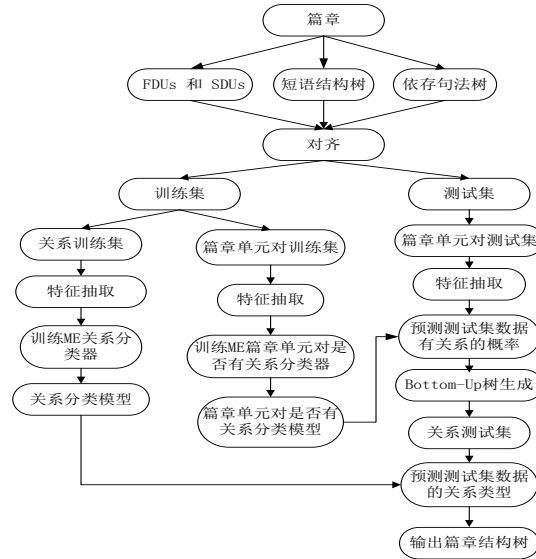 篇章
FDUs 和 SDUs
短语结构树
依存句法树
对齐
训练集
测试集
关系训练集
篇章单元对训练集
篇章单元对测试集
特征抽取
特征抽取
特征抽取
训练ME关系分
类器
训练ME篇章单元对是
否有关系分类器
预测测试集数据
有关系的概率
关系分类模型
篇章单元对是否有
关系分类模型
Bottom-Up树生成
关系测试集
预测测试集数据
的关系类型
输出篇章结构树